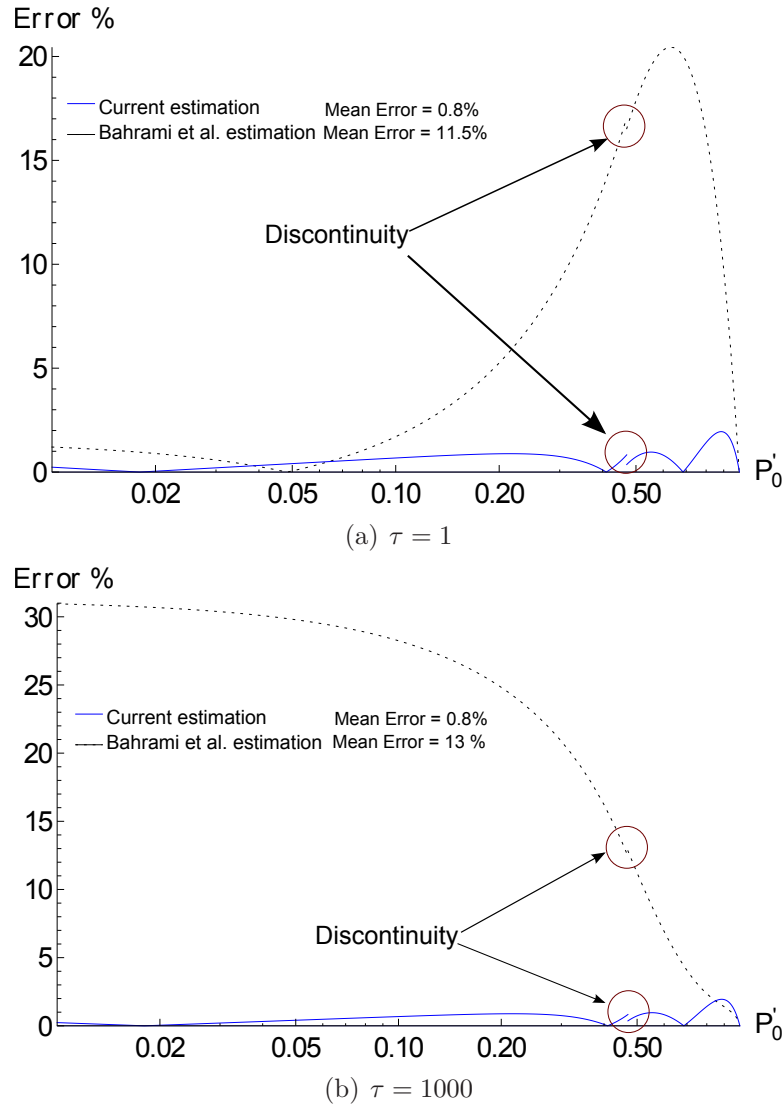 Error %
20
15
10
5
0
Current estimation Mean Error = 0.8%
Bahrami et al. estimation Mean Error = 11.5%
Discontinuity
0.02 0.05 0.10 0.20 0.50 P'0
(a) τ = 1
Error %
30
25
20
15
10
5
0
Current estimation Mean Error = 0.8%
Bahrami et al. estimation Mean Error = 13 %
Discontinuity
0.02 0.10 0.20 0.50 P'0
(b) τ = 1000